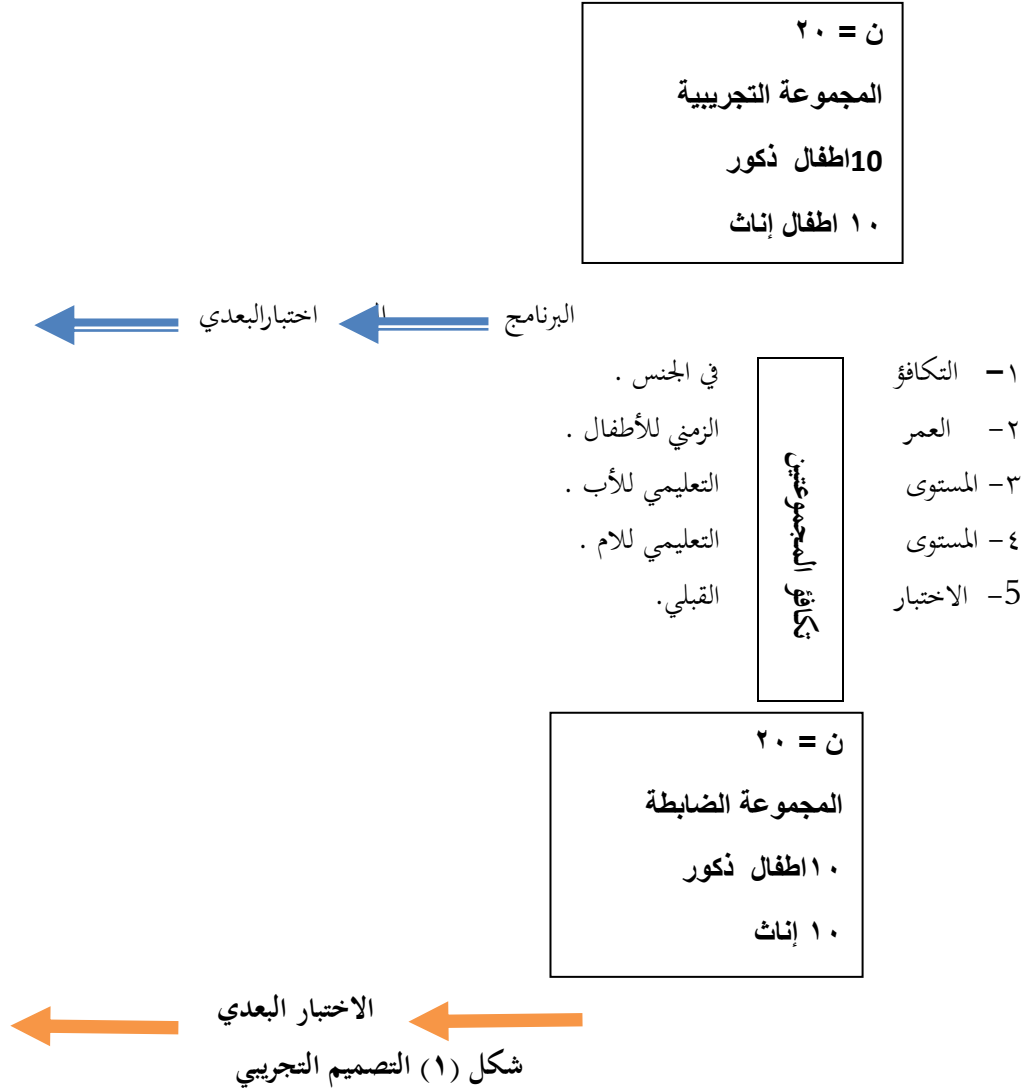 ن = ٢٠
المجموعة التجريبية
10اطفال ذكور
١٠ اطفال إناث
البرنامج ال اختبارالبعدي
١- التكافؤ في الجنس .
٢- العمر الزمني للأطفال .
٣- المستوى التعليمي للأب .
٤- المستوى التعليمي للام .
5- الاختبار القبلي.
تكافؤ المجموعتين
ن = ٢٠
المجموعة الضابطة
١٠اطفال ذكور
١٠ إناث
الاختبار البعدي
شكل (١) التصميم التجريبي